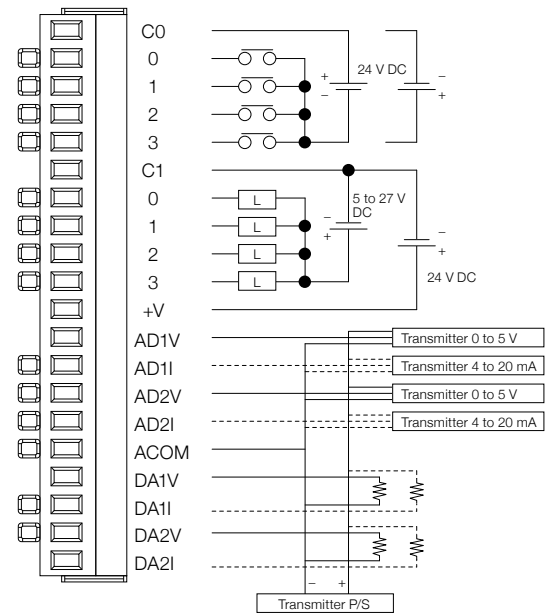 C0
0
1
2
3
+
–
24 V DC
–
+
C1
0
1
2
3
L
L
L
L
5 to 27 V
DC
–
+
–
+
24 V DC
+V
AD1V
Transmitter 0 to 5 V
AD1I
Transmitter 4 to 20 mA
AD2V
Transmitter 0 to 5 V
AD2I
Transmitter 4 to 20 mA
ACOM
DA1V
DA1I
DA2V
DA2I
– +
Transmitter P/S